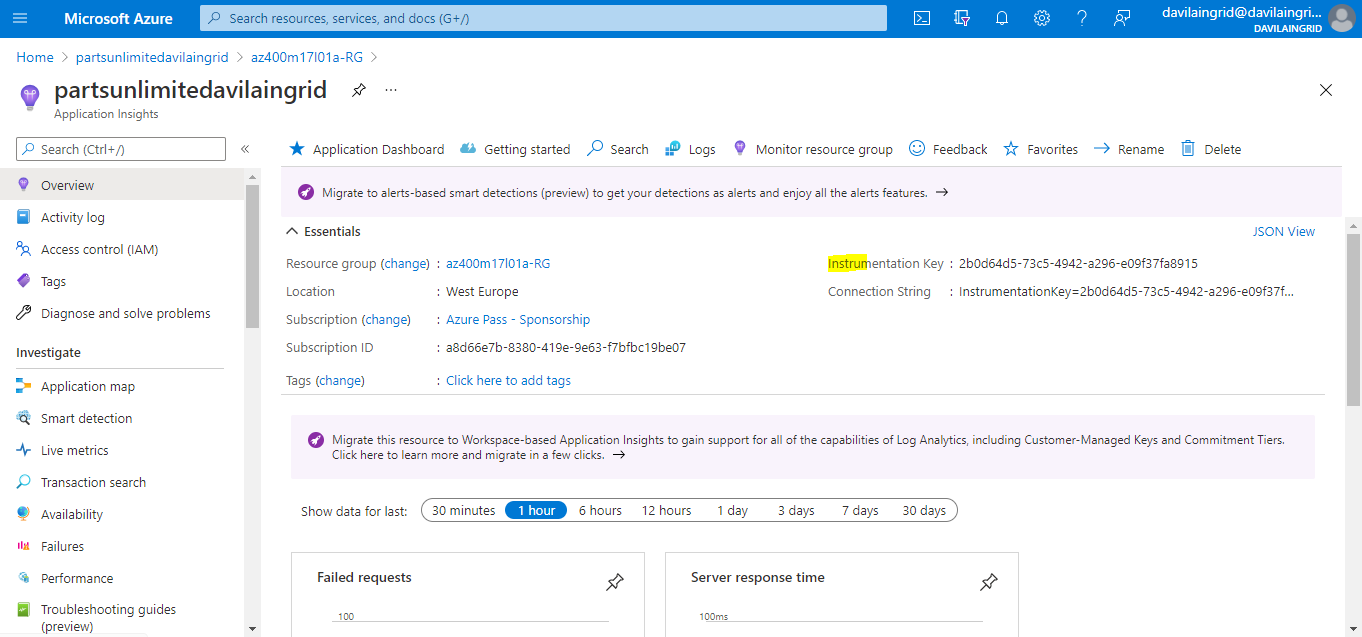 Microsoft Azure
Search resources, services, and docs (G+/)
davilaingrid@davilaingri...
DAVILAINGRID
Home > partsunlimiteddavilaingrid > az400m17l01a-RG >
partsunlimitedavilaingrid
Application Insights
Search (Ctrl+/)
Overview
Activity log
Access control (IAM)
Tags
Diagnose and solve problems
Investigate
Application map
Smart detection
Live metrics
Transaction search
Availability
Failures
Performance
Troubleshooting guides
(preview)
Application Dashboard Getting started Search Logs Monitor resource group Feedback Favorites Rename Delete
Migrate to alerts-based smart detections (preview) to get your detections as alerts and enjoy all the alerts features. →
Essentials
JSON View
Resource group (change) : az400m17l01a-RG
Location : West Europe
Subscription (change) : Azure Pass - Sponsorship
Subscription ID : a8d66e7b-8380-419e-9e63-f7bfbc19be07
Tags (change) : Click here to add tags
Instrumentation Key : 2b0d64d5-73c5-4942-a296-e09f37fa8915
Connection String : InstrumentationKey=2b0d64d5-73c5-4942-a296-e09f37f...
Migrate this resource to Workspace-based Application Insights to gain support for all of the capabilities of Log Analytics, including Customer-Managed Keys and Commitment Tiers.
Click here to learn more and migrate in a few clicks. →
Show data for last: 30 minutes 1 hour 6 hours 12 hours 1 day 3 days 7 days 30 days
Failed requests
100
Server response time
100ms